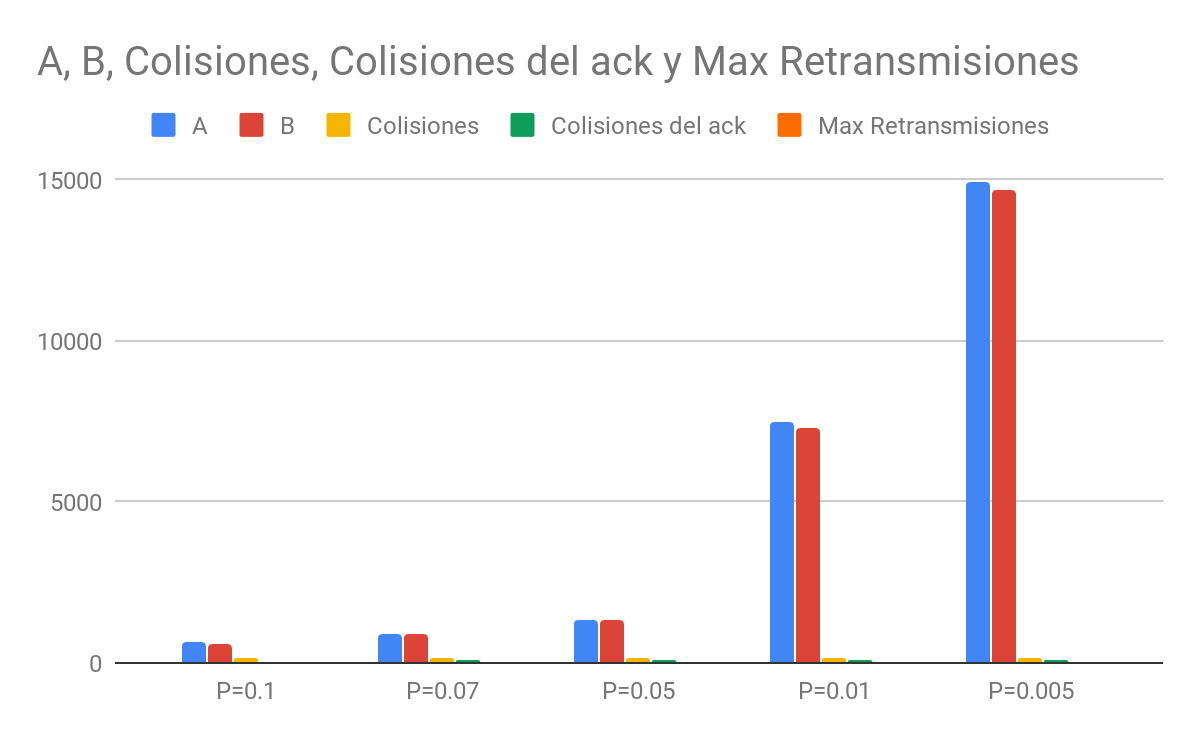 A, B, Colisiones, Colisiones del ack y Max Retransmisiones
A B Colisiones Colisiones del ack Max Retransmisiones
15000
10000
5000
0
P=0.1 P=0.07 P=0.05 P=0.01 P=0.005